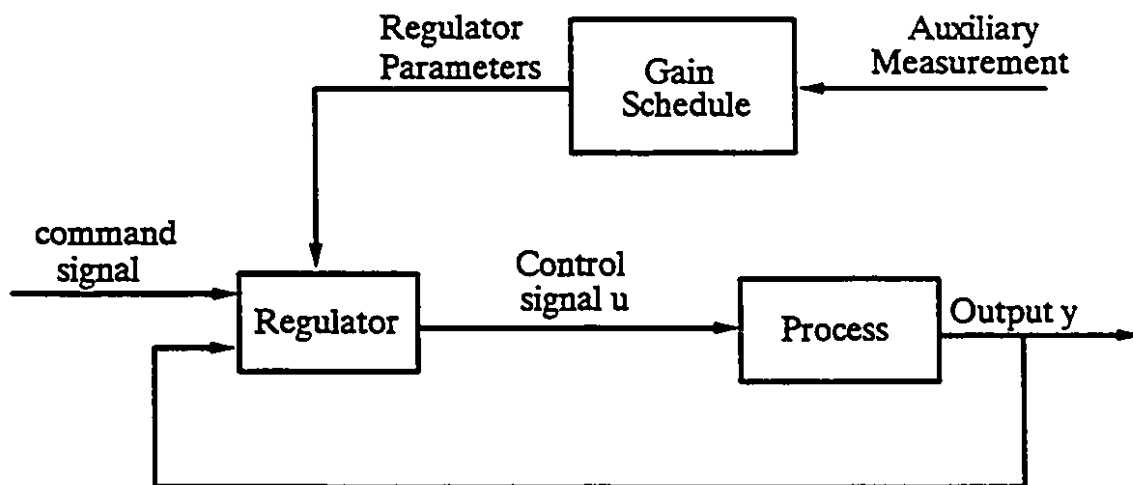 Regulator
Parameters
Gain
Schedule
Auxiliary
Measurement
command
signal
Regulator
Control
signal u
Process
Output y